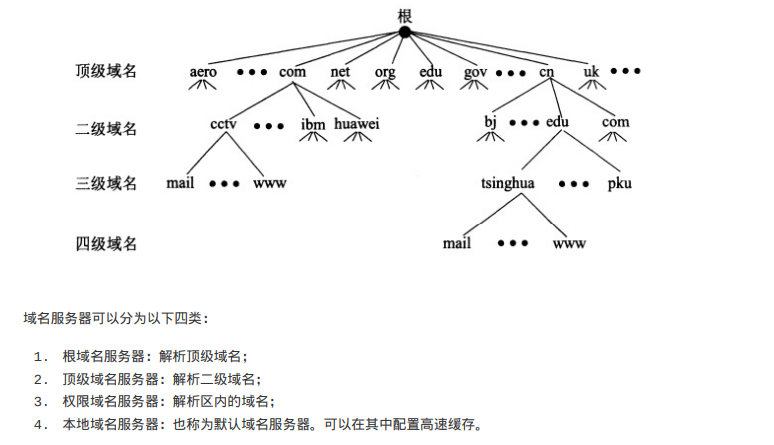 根
顶级域名 aero ••• com net org edu gov ••• cn uk •••
二级域名 cctv ••• ibm huawei bj ••• edu com
三级域名 mail ••• www tsinghua ••• pku
四级域名 mail ••• www
域名服务器可以分为以下四类：
1. 根域名服务器：解析顶级域名；
2. 顶级域名服务器：解析二级域名；
3. 权限域名服务器：解析区内的域名；
4. 本地域名服务器：也称为默认域名服务器。可以在其中配置高速缓存。